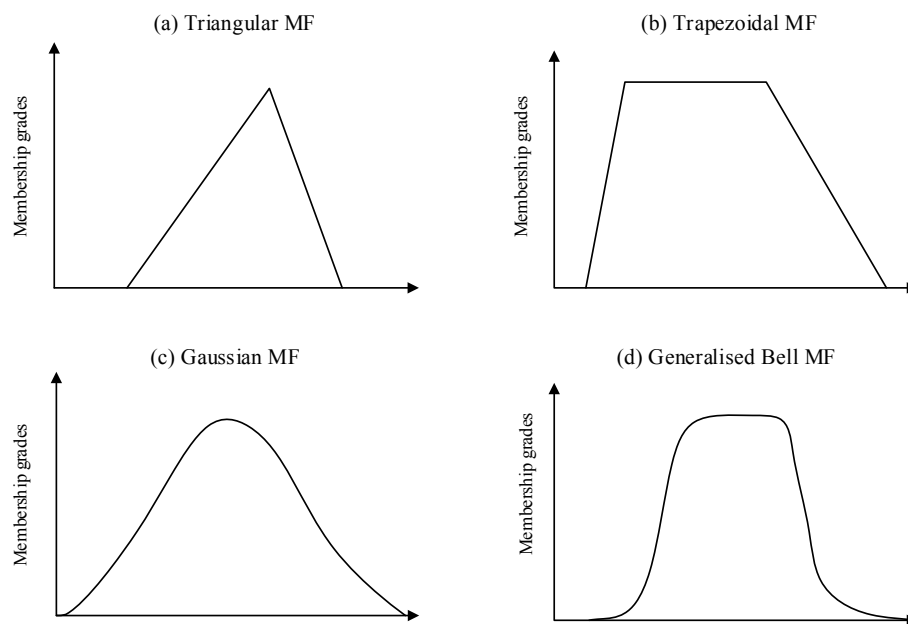 (a) Triangular MF
Membership grades
(b) Trapezoidal MF
Membership grades
(c) Gaussian MF
Membership grades
(d) Generalised Bell MF
Membership grades